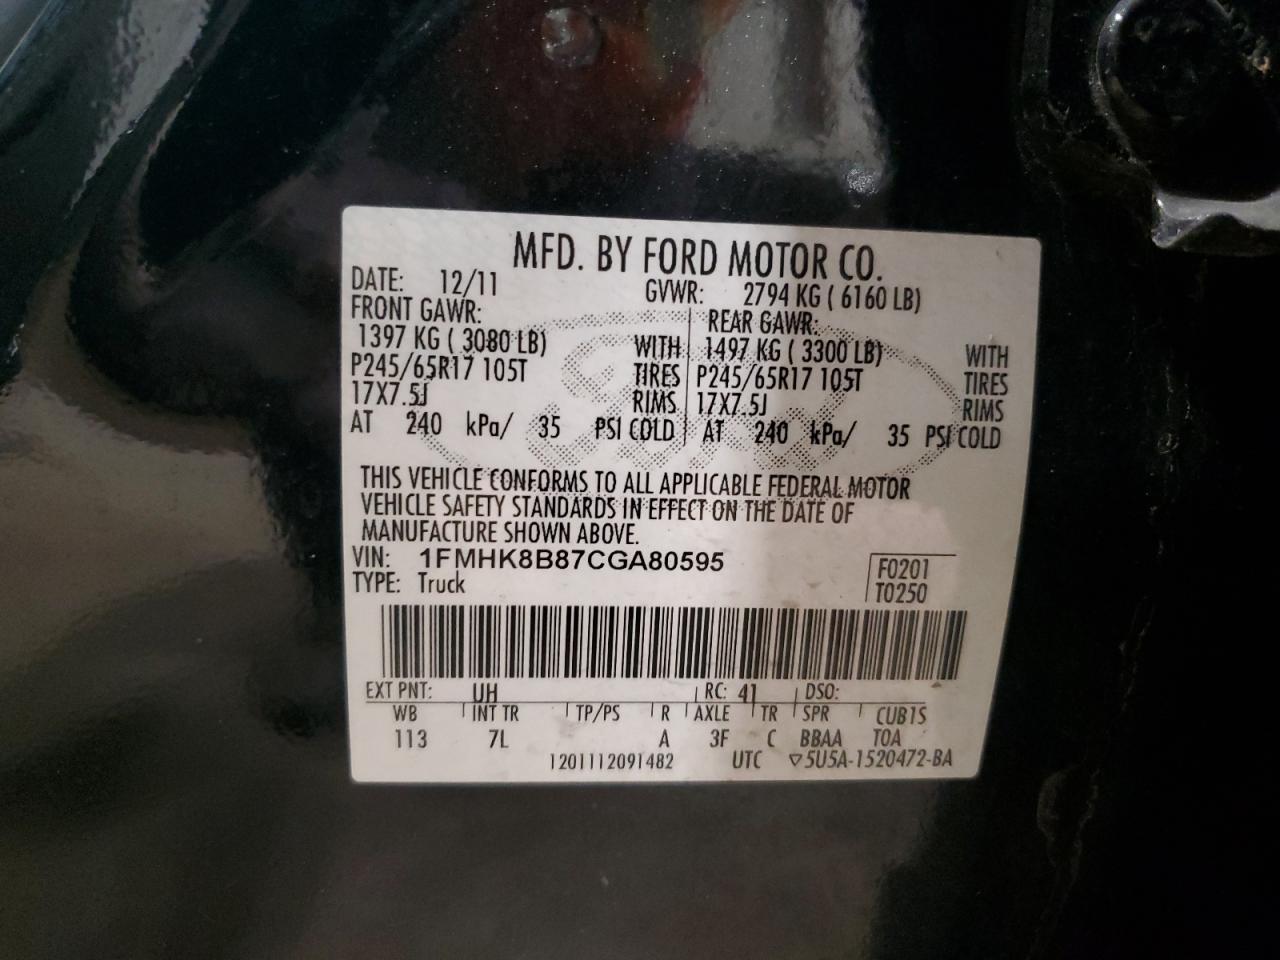 MFD. BY FORD MOTOR CO.
DATE: 12/11 GVWR: 2794 KG ( 6160 LB)
FRONT GAWR: REAR GAWR:
1397 KG ( 3080 LB) WITH 1497 KG ( 3300 LB) WITH
P245/65R17 105T TIRES P245/65R17 105T TIRES
17X7.5J RIMS 17X7.5J RIMS
AT 240 kPa/ 35 PSI COLD AT 240 kPa/ 35 PSI COLD
THIS VEHICLE CONFORMS TO ALL APPLICABLE FEDERAL MOTOR
VEHICLE SAFETY STANDARDS IN EFFECT ON THE DATE OF
MANUFACTURE SHOWN ABOVE.
VIN: 1FMHK8B87CGA80595 F0201
TYPE: Truck T0250
EXT PNT: UH RC: 41 DSO:
WB INT TR TP/PS R AXLE TR SPR CUB1S
113 7L A 3F C BBAA TOA
1201112091482 UTC ▽5U5A-1520472-BA